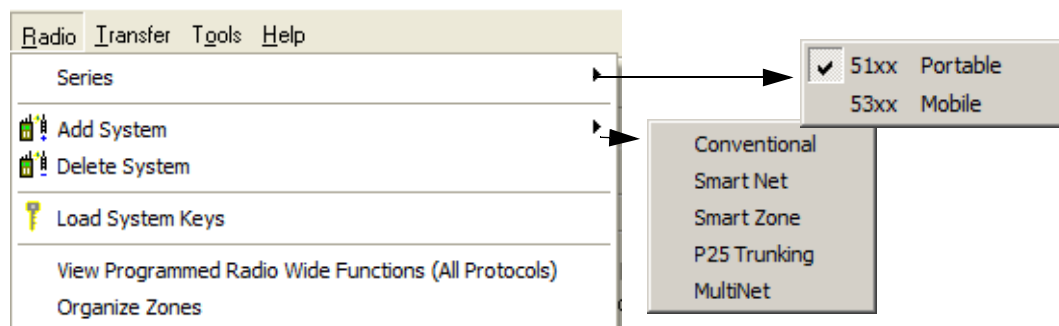 Radio Transfer Tools Help
Series
Add System
Delete System
Load System Keys
View Programmed Radio Wide Functions (All Protocols)
Organize Zones
51xx Portable
53xx Mobile
Conventional
Smart Net
Smart Zone
P25 Trunking
MultiNet